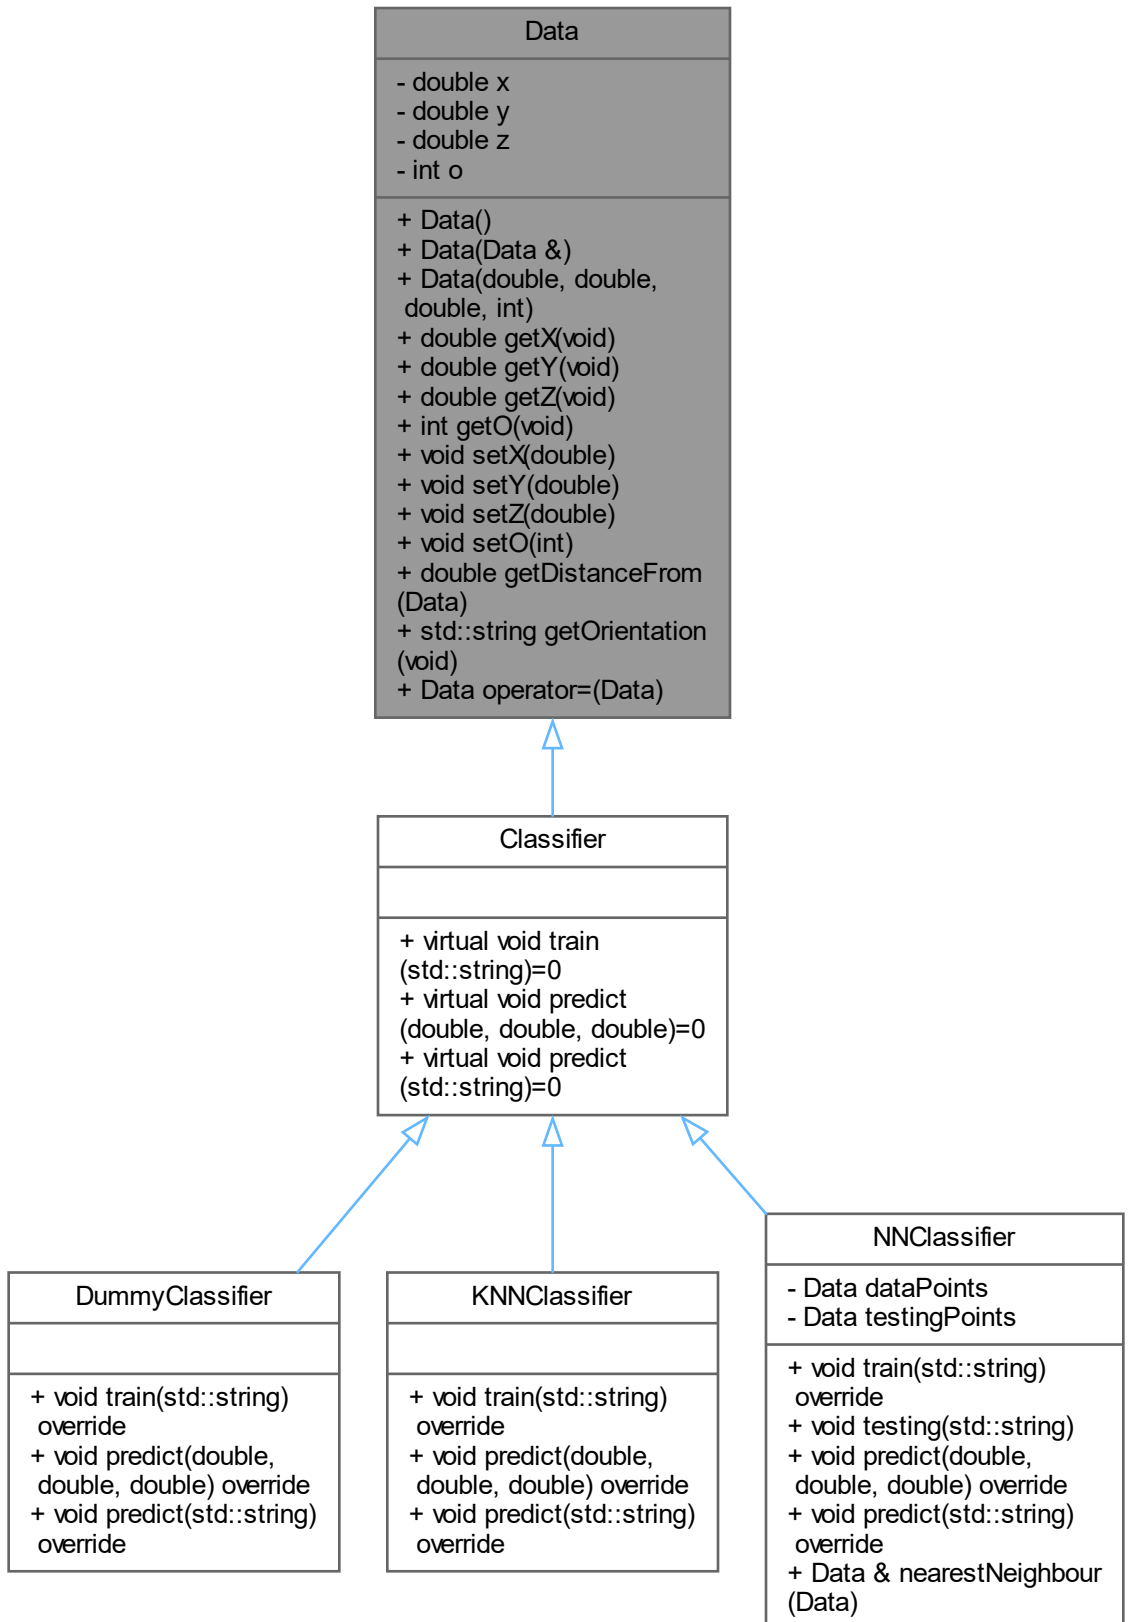 Data
- double x
- double y
- double z
- int o
+ Data()
+ Data(Data &)
+ Data(double, double,
double, int)
+ double getX(void)
+ double getY(void)
+ double getZ(void)
+ int getO(void)
+ void setX(double)
+ void setY(double)
+ void setZ(double)
+ void setO(int)
+ double getDistanceFrom
(Data)
+ std::string getOrientation
(void)
+ Data operator=(Data)
Classifier
+ virtual void train
(std::string)=0
+ virtual void predict
(double, double, double)=0
+ virtual void predict
(std::string)=0
DummyClassifier
+ void train(std::string)
override
+ void predict(double,
double, double) override
+ void predict(std::string)
override
KNNClassifier
+ void train(std::string)
override
+ void predict(double,
double, double) override
+ void predict(std::string)
override
NNClassifier
- Data dataPoints
- Data testingPoints
+ void train(std::string)
override
+ void testing(std::string)
+ void predict(double,
double, double) override
+ void predict(std::string)
override
+ Data & nearestNeighbour
(Data)